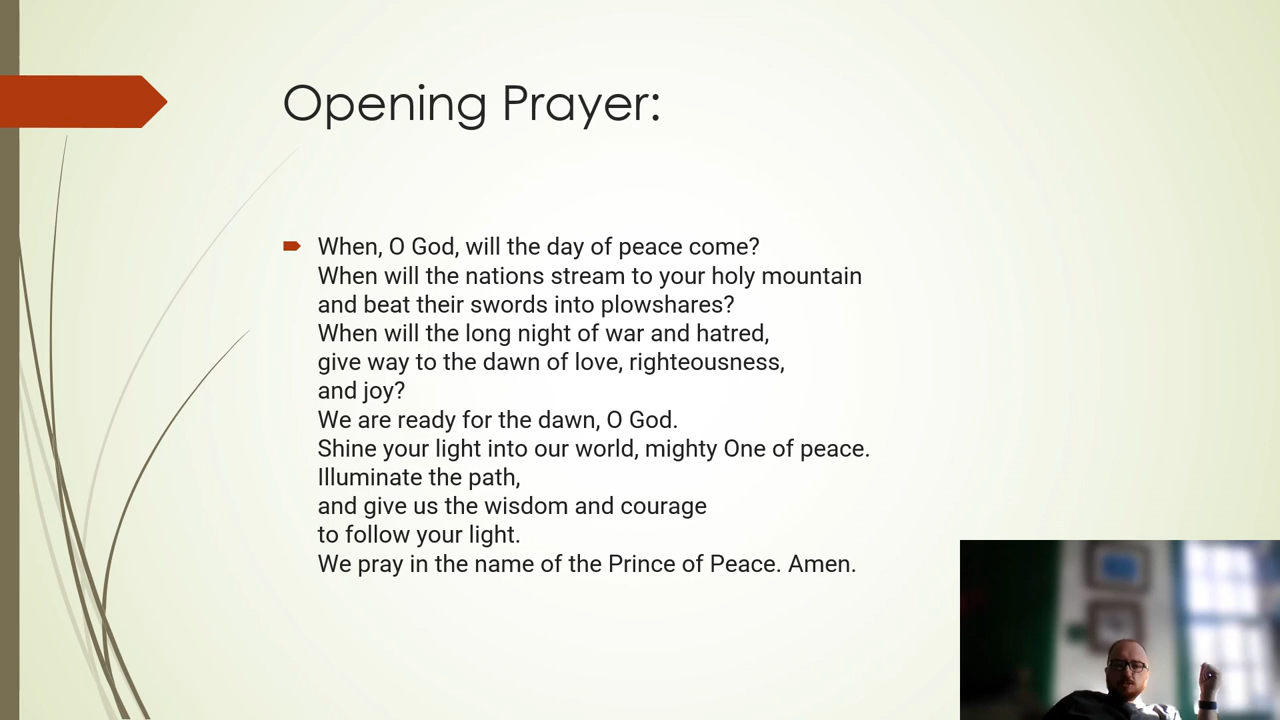 Opening Prayer:
When, O God, will the day of peace come?
When will the nations stream to your holy mountain
and beat their swords into plowshares?
When will the long night of war and hatred,
give way to the dawn of love, righteousness,
and joy?
We are ready for the dawn, O God.
Shine your light into our world, mighty One of peace.
Illuminate the path,
and give us the wisdom and courage
to follow your light.
We pray in the name of the Prince of Peace. Amen.